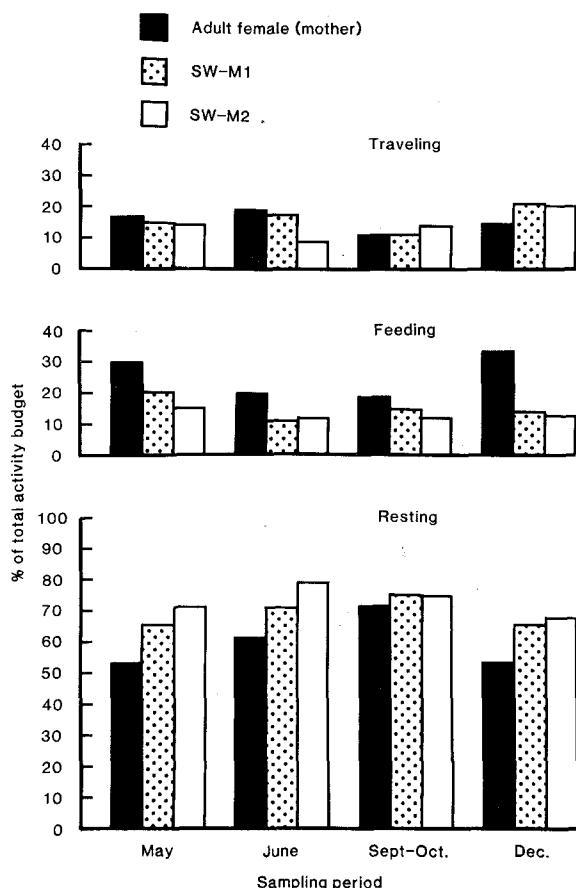 Adult female (mother)
SW-M1
SW-M2
Traveling
40
30
20
10
0
Feeding
40
30
20
10
0
Resting
100
90
80
70
60
50
40
30
20
10
0
% of total activity budget
May June Sept-Oct. Dec.
Sampling period